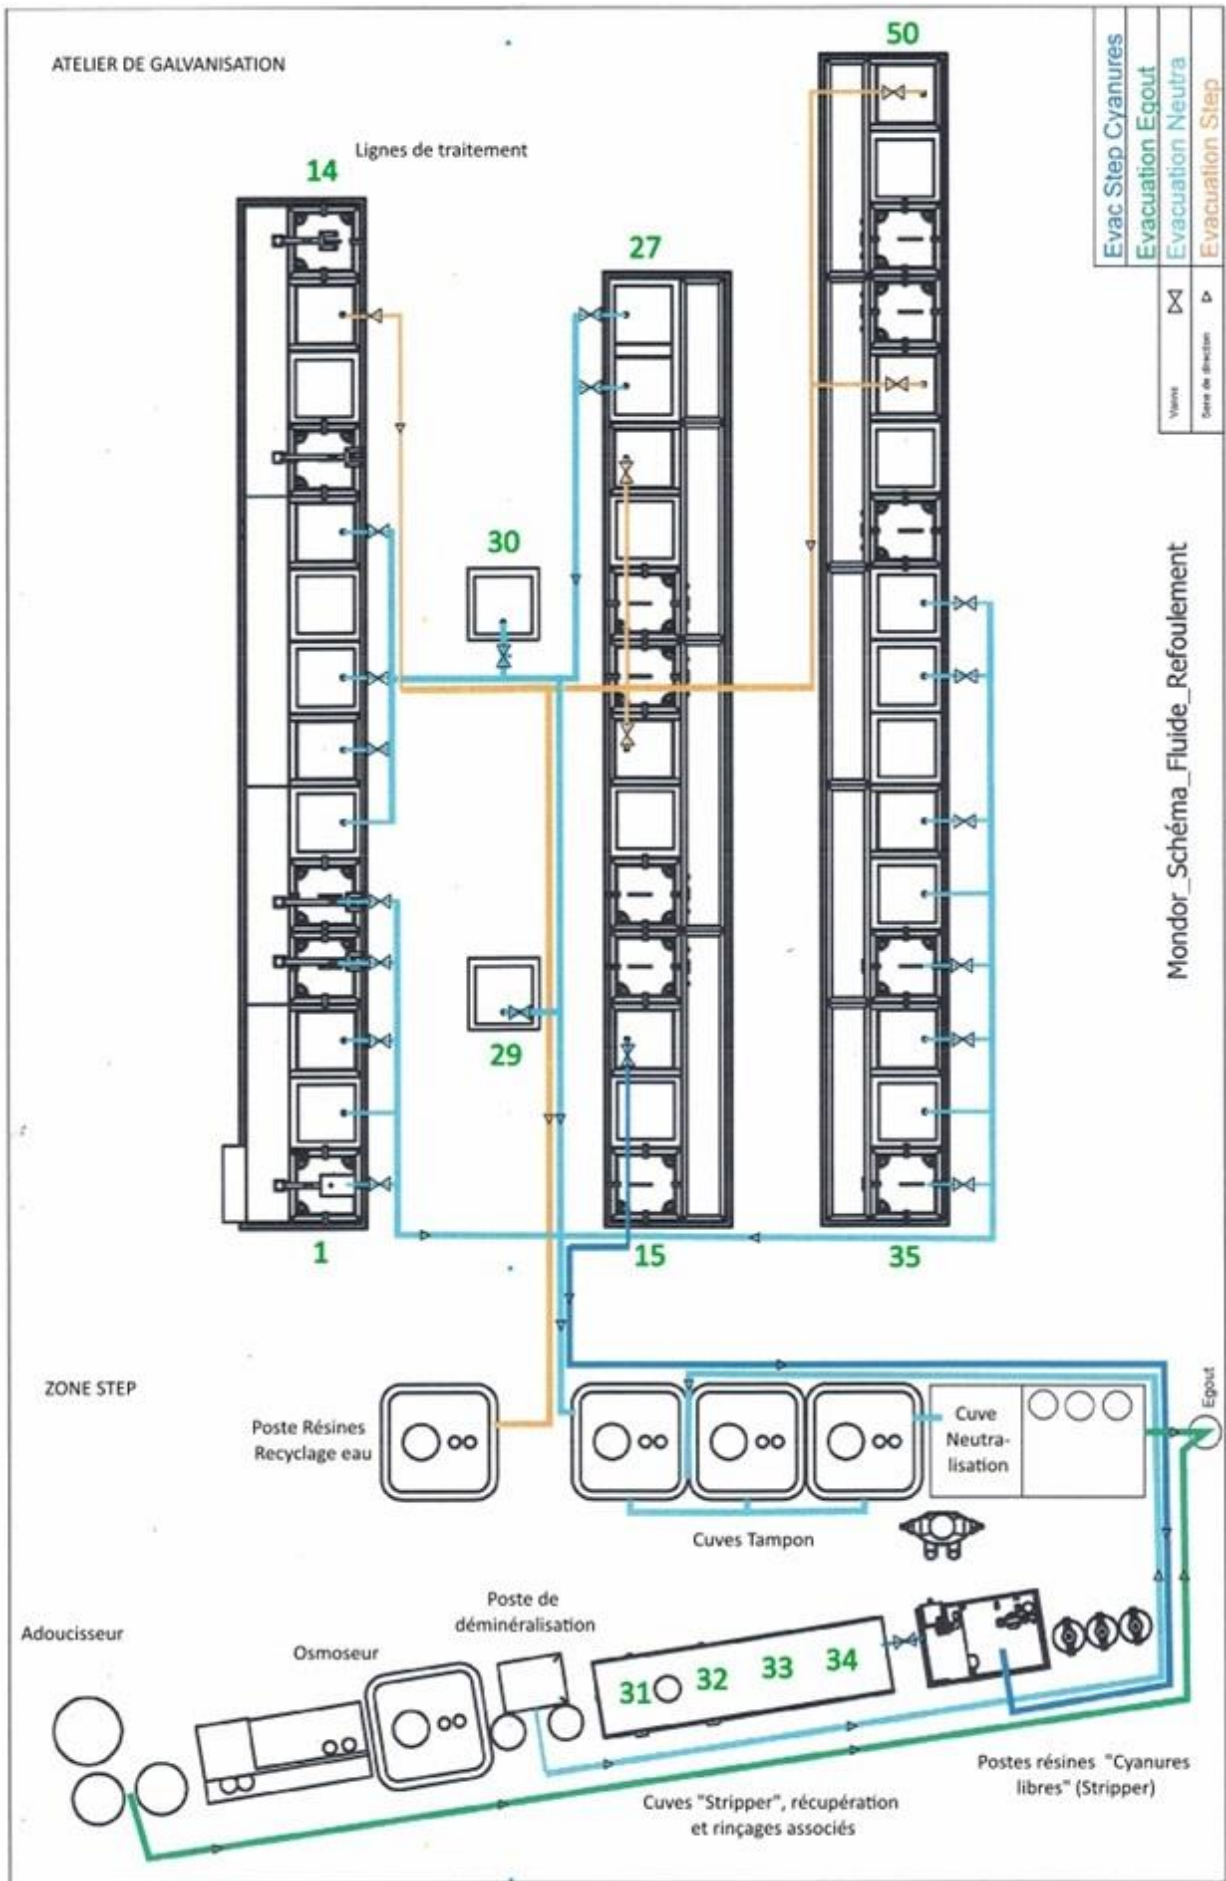 50
ATELIER DE GALVANISATION
Lignes de traitement
14
27
Evac Step Cyanures
Evacuation Egout
Evacuation Neutra
Evacuation Step
Vanne
Sens de direction
30
Mondor_Schéma_Fluide_Refoulement
29
1
15
35
ZONE STEP
Egout
Poste Résines
Recyclage eau
Cuve
Neutra-
lisation
Cuves Tampon
Poste de
déminéralisation
Adoucisseur
Osmoseur
31
32
33
34
Postes résines "Cyanures
libres" (Stripper)
Cuves "Stripper", récupération
et rinçages associés